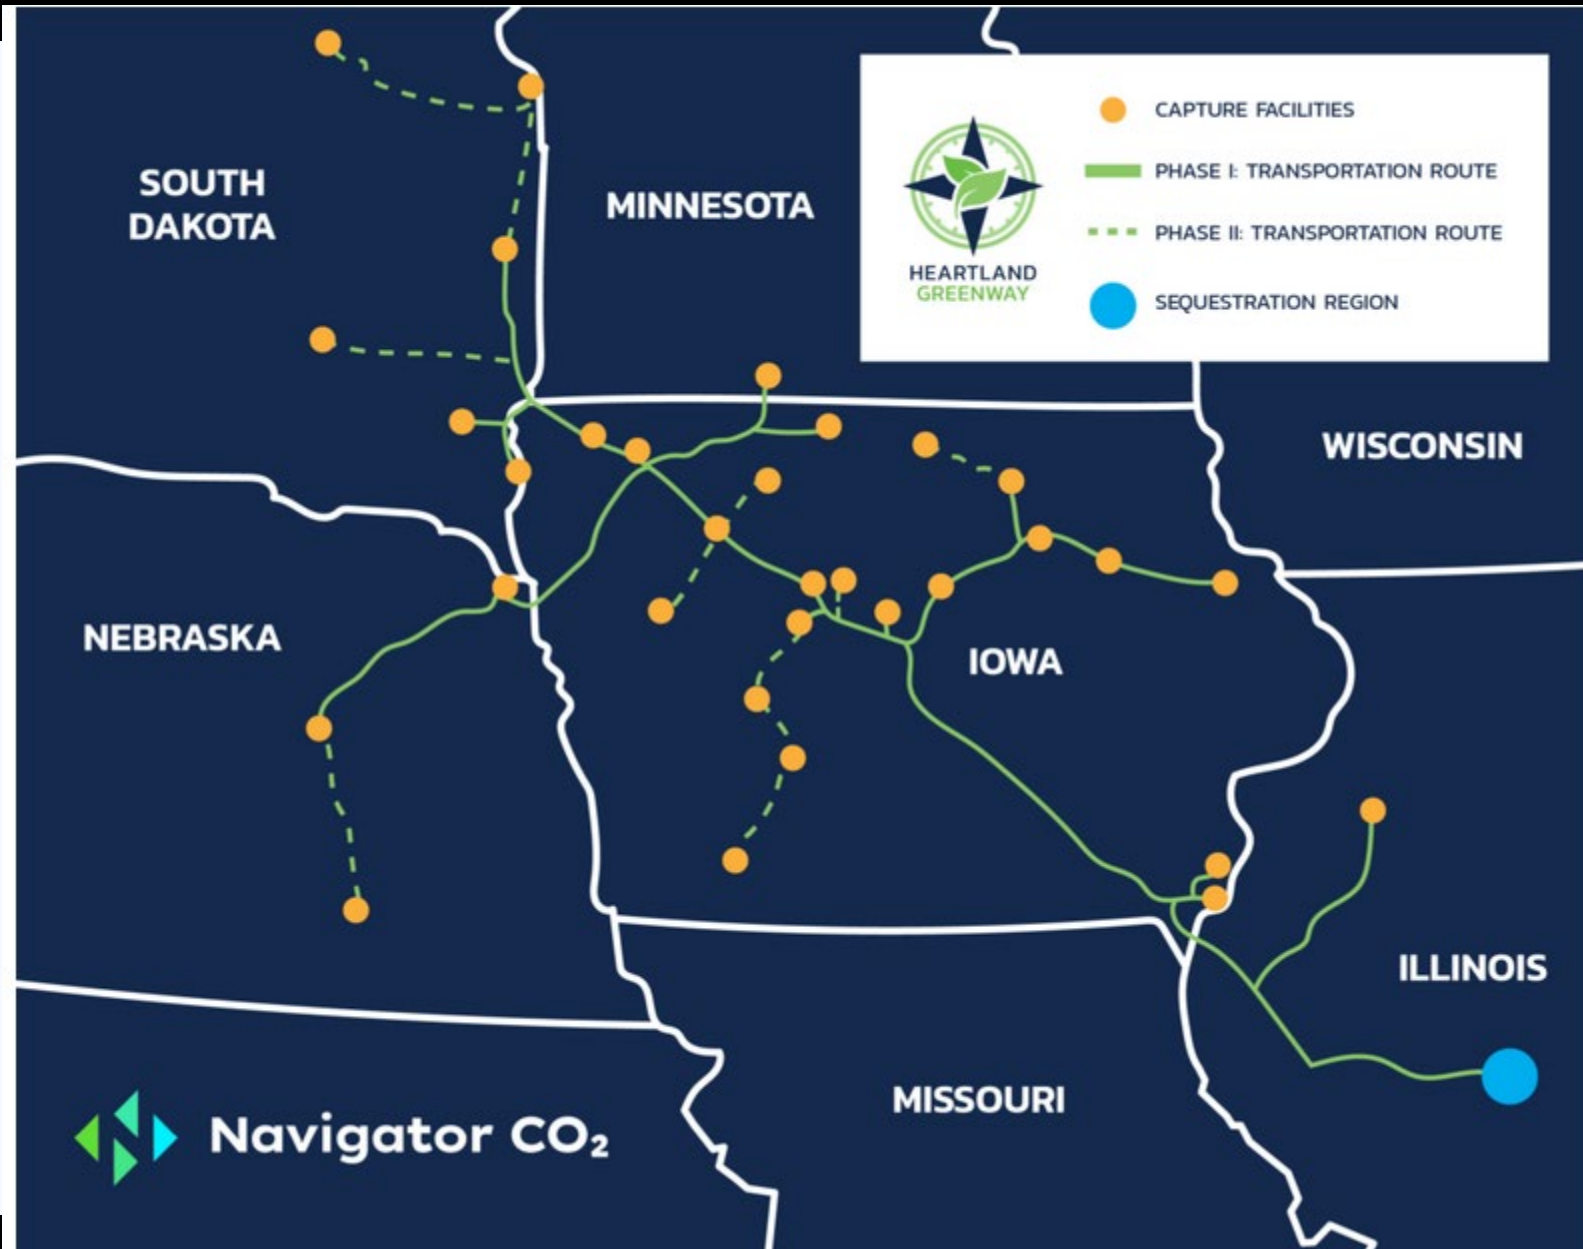 CAPTURE FACILITIES
PHASE I: TRANSPORTATION ROUTE
PHASE II: TRANSPORTATION ROUTE
SEQUESTRATION REGION
HEARTLAND
GREENWAY
SOUTH
DAKOTA
MINNESOTA
WISCONSIN
NEBRASKA
IOWA
ILLINOIS
MISSOURI
Navigator CO₂